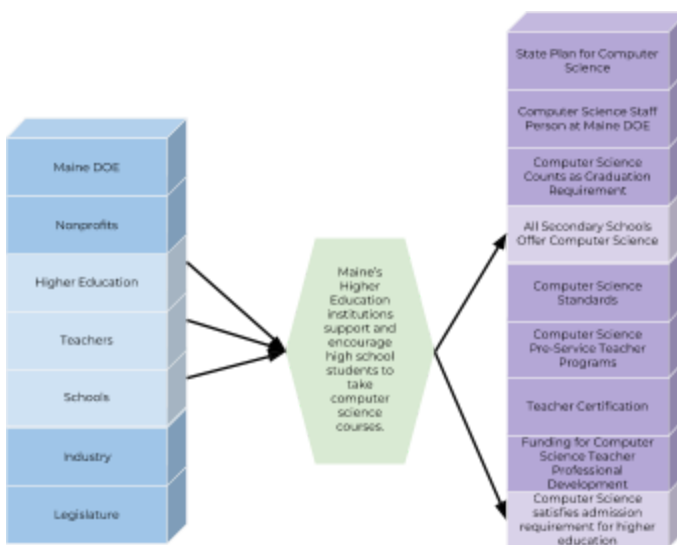 Maine DOE
Nonprofits
Higher Education
Teachers
Schools
Industry
Legislature
Maine's
Higher
Education
institutions
support and
encourage
high school
students to
take
computer
science
courses.
State Plan for Computer
Science
Computer Science Staff
Person at Maine DOE
Computer Science
Counts as Graduation
Requirement
All Secondary Schools
Offer Computer Science
Computer Science
Standards
Computer Science
Pre-Service Teacher
Programs
Teacher Certification
Funding for Computer
Science Teacher
Professional
Development
Computer Science
satisfies admission
requirement for higher
education